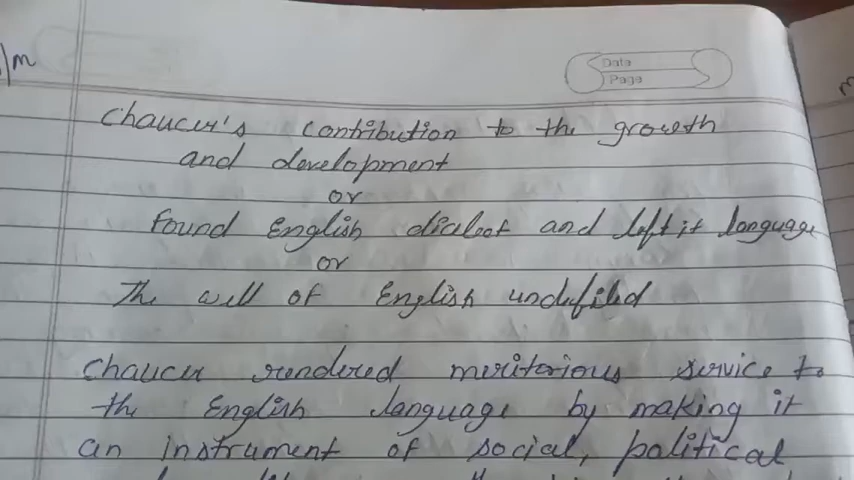 /m
Data
Page
Chaucer's contribution to the growth
and development
or
Found English dialect and left it language
or
The well of English undefiled
Chaucer rendered meritorious service to
the English language by making it
an instrument of social, political